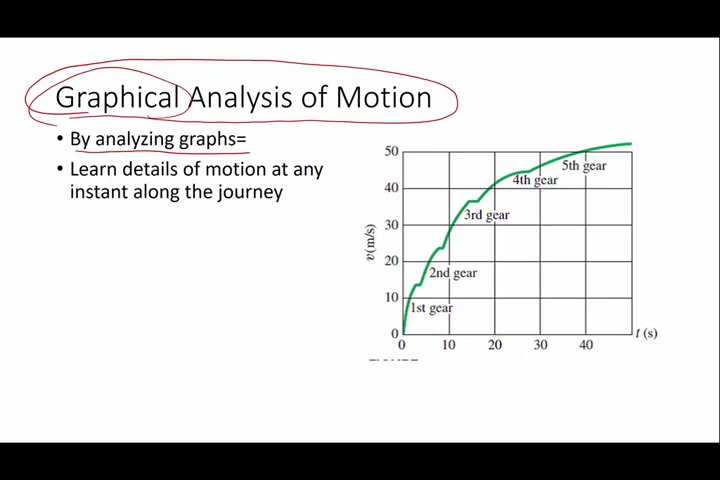 Graphical Analysis of Motion
• By analyzing graphs=
• Learn details of motion at any
instant along the journey
50
40
30
20
10
0
v(m/s)
1st gear
2nd gear
3rd gear
4th gear
5th gear
0 10 20 30 40
t (s)